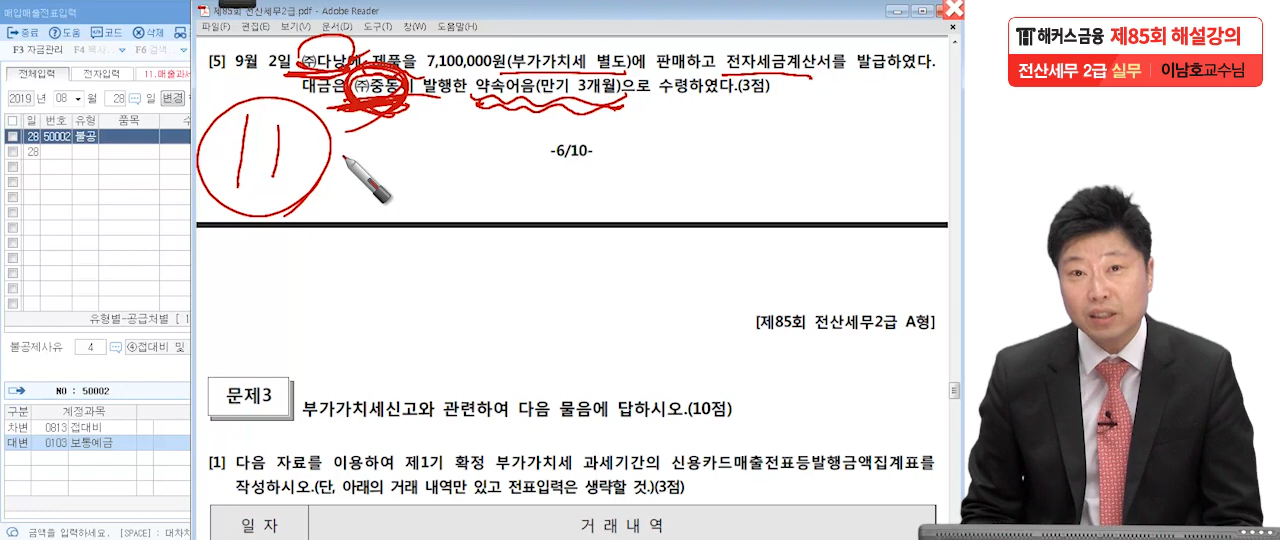 매입매출전표입력
종료 도움 코드 삭제
F3 자금관리 F4 F6
전체입력 전자입력 11.매출과세
2019 년 08 월 28 일 변경
일 번호 유형 품목 수
28 50002 불공
28
유형별-공급처별 [ 1
불공제사유 4 ④접대비 및
NO : 50002
구분 계정과목
차변 0813 접대비
대변 0103 보통예금
금액을 입력하세요. [SPACE] : 대차차
제85회 전산세무2급.pdf - Adobe Reader
파일(F) 편집(E) 보기(V) 문서(D) 도구(T) 창(W) 도움말(H)
[5] 9월 2일 ㈜다낭에 제품을 7,100,000원(부가가치세 별도)에 판매하고 전자세금계산서를 발급하였다.
대금은 ㈜중동이 발행한 약속어음(만기 3개월)으로 수령하였다.(3점)
11
-6/10-
[제85회 전산세무2급 A형]
문제3
부가가치세신고와 관련하여 다음 물음에 답하시오.(10점)
[1] 다음 자료를 이용하여 제1기 확정 부가가치세 과세기간의 신용카드매출전표등발행금액집계표를
작성하시오.(단, 아래의 거래 내역만 있고 전표입력은 생략할 것.)(3점)
일 자 거 래 내 역
해커스금융 제85회 해설강의
전산세무 2급 실무 이남호교수님